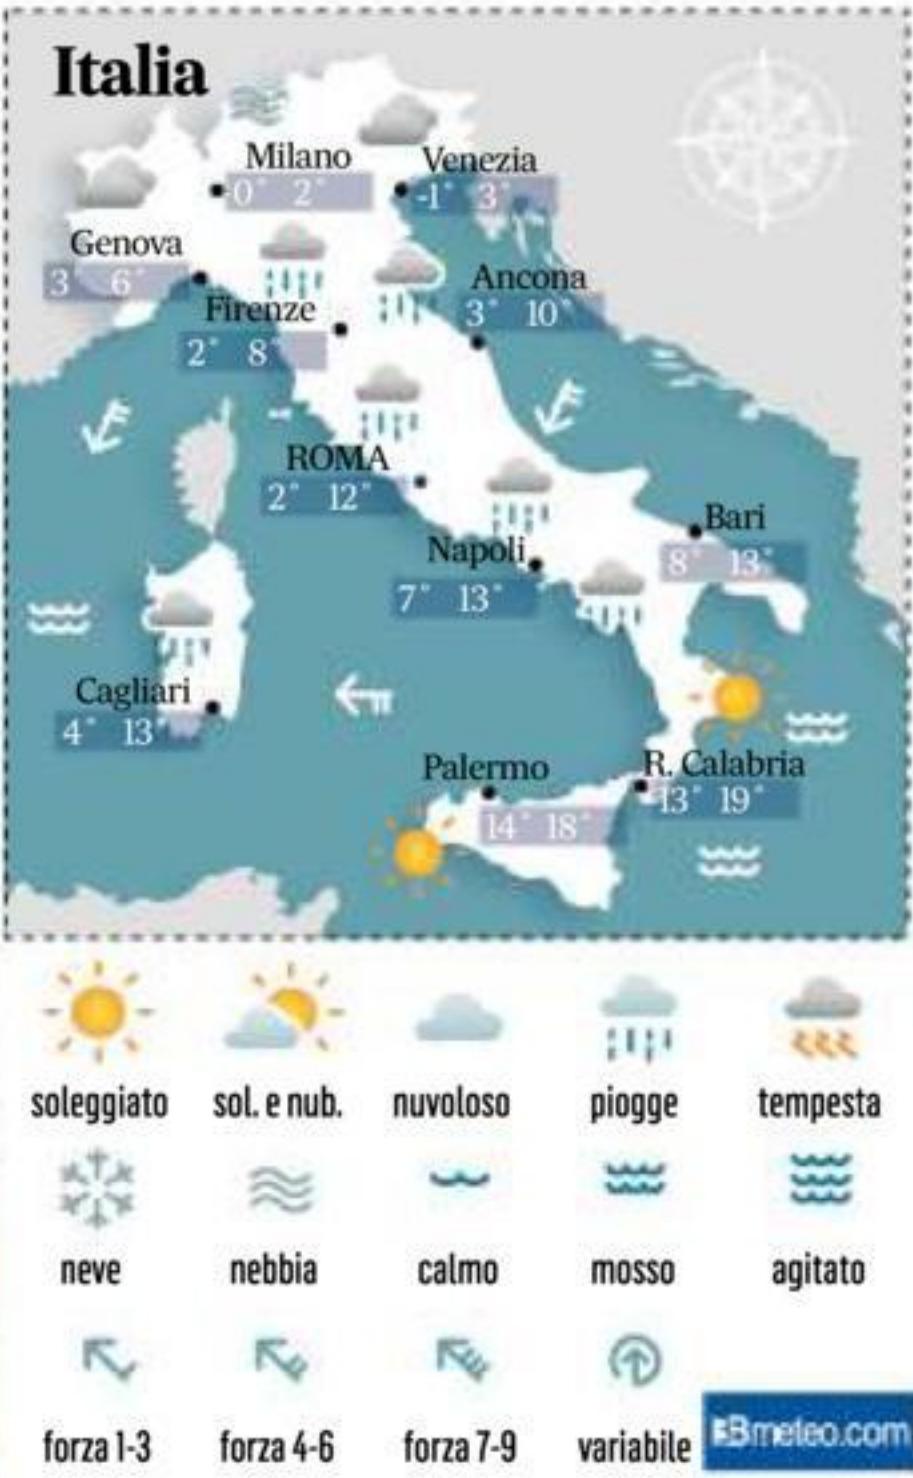 Italia
Milano
0° 2°
Venezia
-1° 3°
Genova
3 6°
Firenze
2° 8°
Ancona
3° 10°
ROMA
2° 12°
Napoli
7° 13°
Bari
8° 13°
Cagliari
4° 13°
Palermo
14° 18°
R. Calabria
13° 19°
soleggiato sol. e nub. nuvoloso piogge tempesta
neve nebbia calmo mosso agitato
forza 1-3 forza 4-6 forza 7-9 variabile
3Bmeteo.com